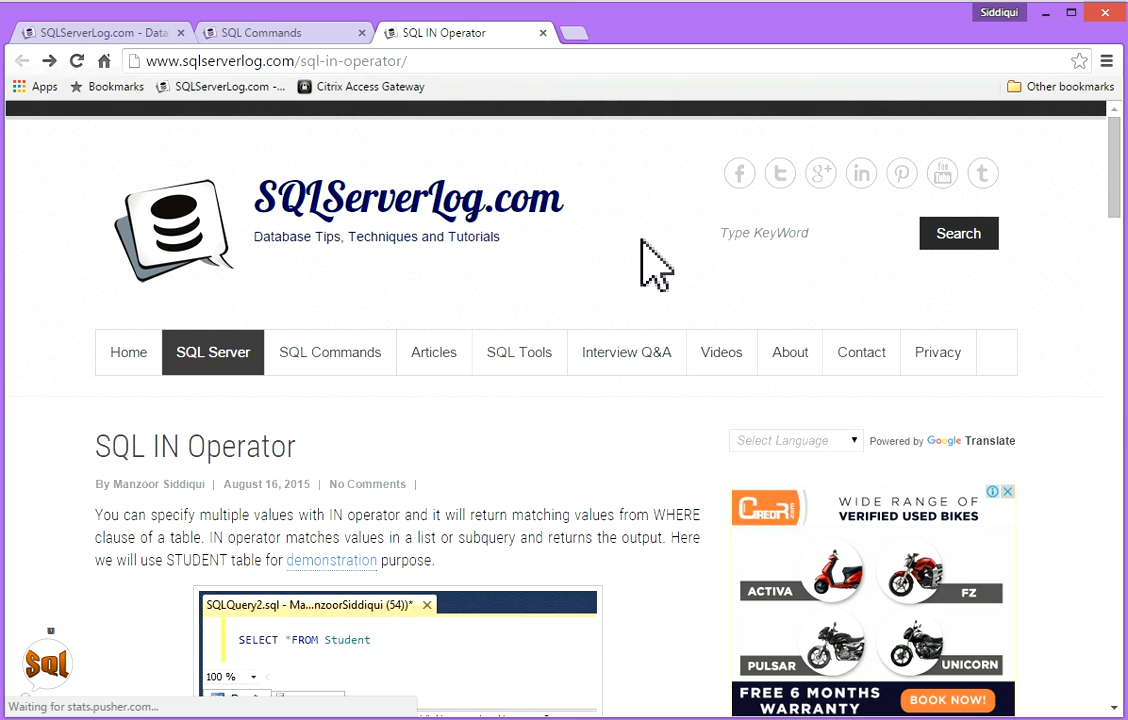 Siddiqui
SQLServerLog.com - Data
SQL Commands
SQL IN Operator
www.sqlserverlog.com/sql-in-operator/
Apps
Bookmarks
SQLServerLog.com -...
Citrix Access Gateway
Other bookmarks
SQLServerLog.com
Database Tips, Techniques and Tutorials
Type KeyWord
Search
Home
SQL Server
SQL Commands
Articles
SQL Tools
Interview Q&A
Videos
About
Contact
Privacy
SQL IN Operator
By Manzoor Siddiqui | August 16, 2015 | No Comments |
You can specify multiple values with IN operator and it will return matching values from WHERE
clause of a table. IN operator matches values in a list or subquery and returns the output. Here
we will use STUDENT table for demonstration purpose.
SQLQuery2.sql - Ma...nzoorSiddiqui (54))*
SELECT *FROM Student
100 %
Select Language
Powered by Google Translate
CREDR.com
WIDE RANGE OF
VERIFIED USED BIKES
ACTIVA
FZ
PULSAR
UNICORN
FREE 6 MONTHS
WARRANTY
BOOK NOW!
Sql
Waiting for stats.pusher.com...